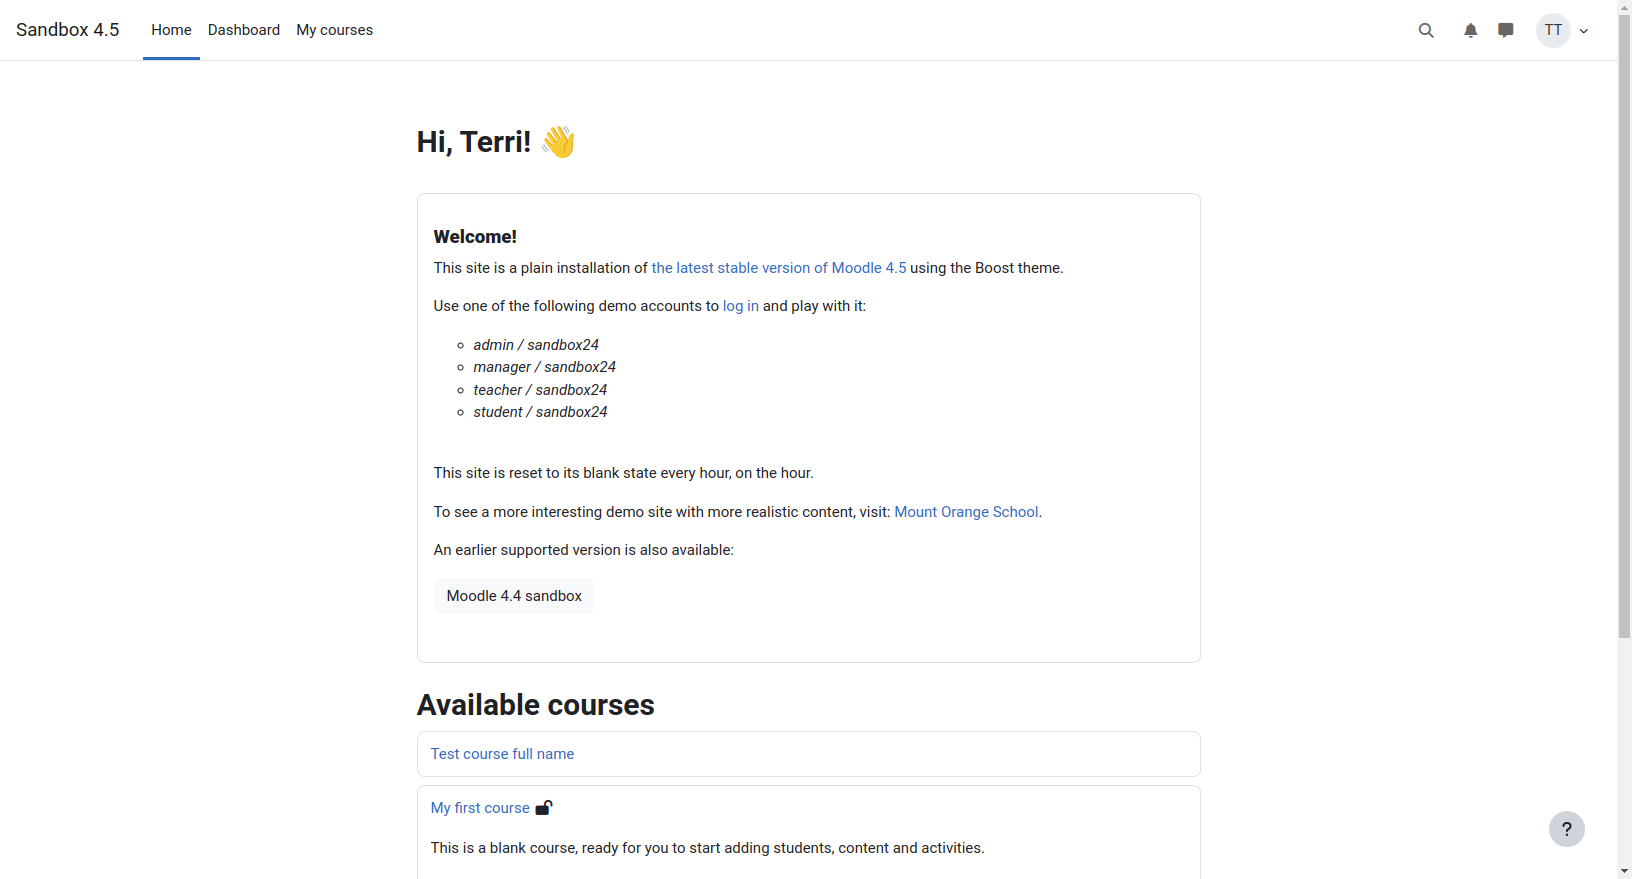 Sandbox 4.5 Home Dashboard My courses TT
Hi, Terri! 👋
Welcome!
This site is a plain installation of the latest stable version of Moodle 4.5 using the Boost theme.
Use one of the following demo accounts to log in and play with it:
admin / sandbox24
manager / sandbox24
teacher / sandbox24
student / sandbox24
This site is reset to its blank state every hour, on the hour.
To see a more interesting demo site with more realistic content, visit: Mount Orange School.
An earlier supported version is also available:
Moodle 4.4 sandbox
Available courses
Test course full name
My first course
This is a blank course, ready for you to start adding students, content and activities.
?